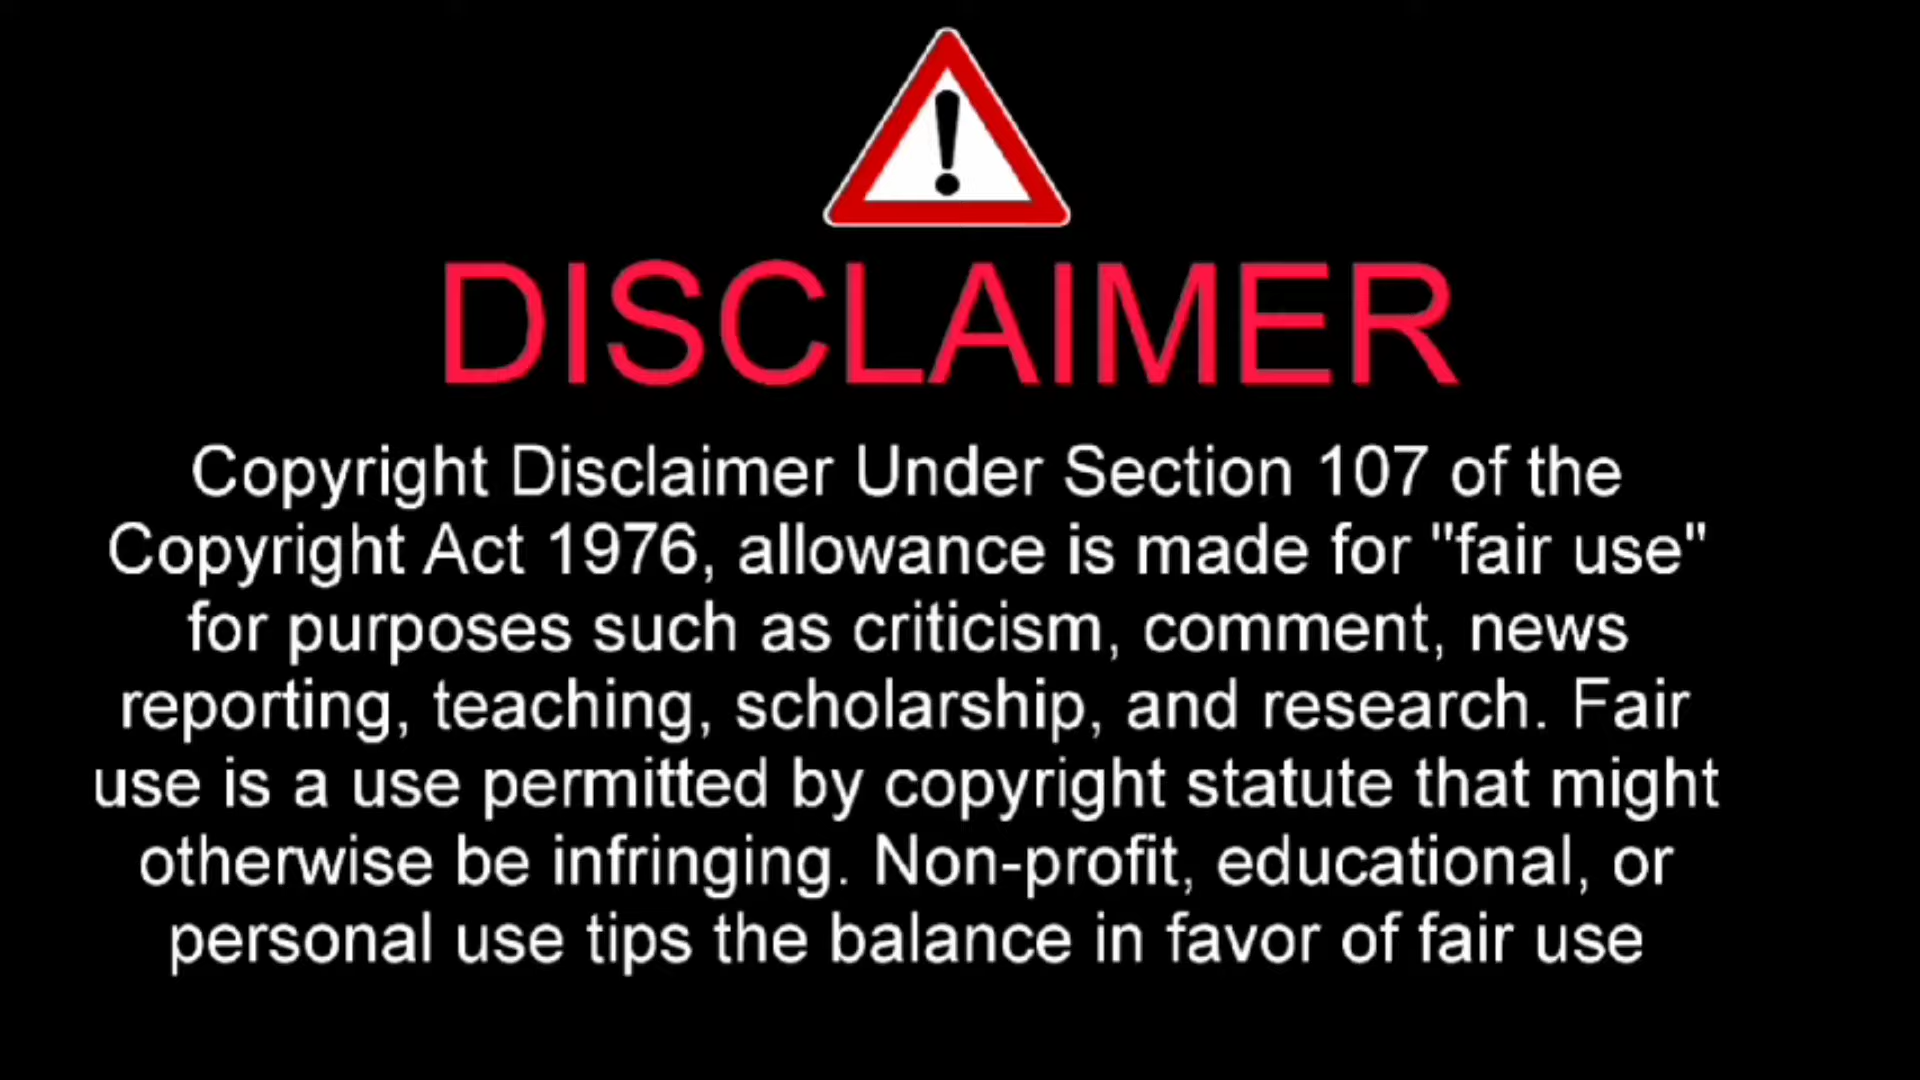 DISCLAIMER
Copyright Disclaimer Under Section 107 of the
Copyright Act 1976, allowance is made for "fair use"
for purposes such as criticism, comment, news
reporting, teaching, scholarship, and research. Fair
use is a use permitted by copyright statute that might
otherwise be infringing. Non-profit, educational, or
personal use tips the balance in favor of fair use